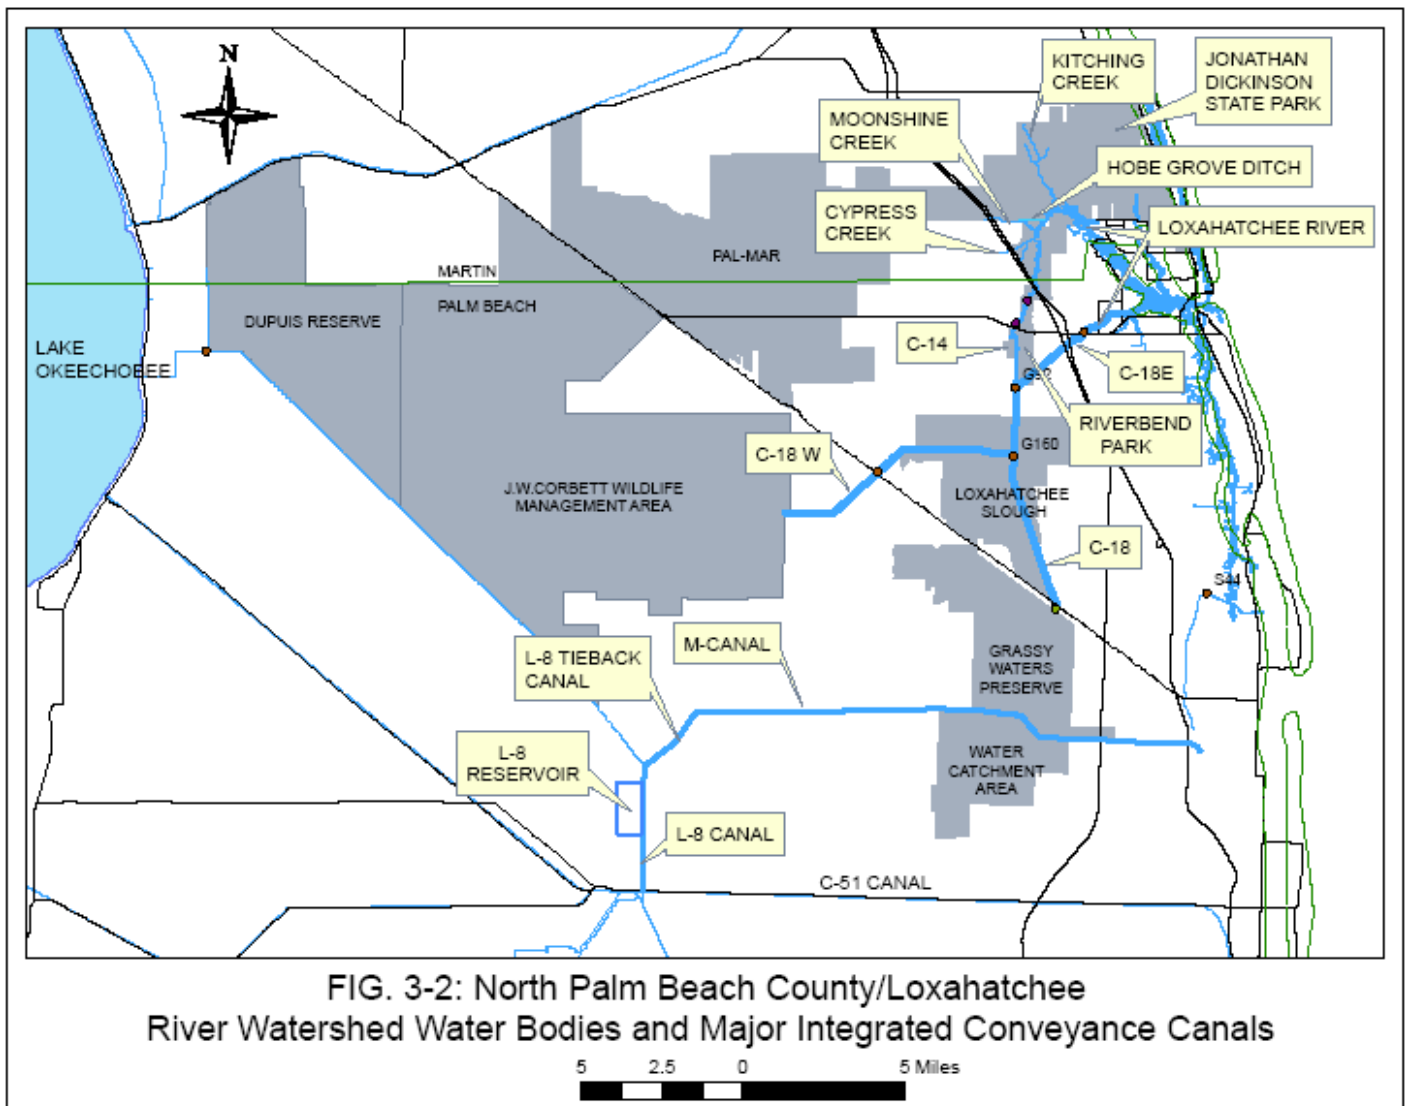 N
KITCHING
CREEK
JONATHAN
DICKINSON
STATE PARK
MOONSHINE
CREEK
HOBE GROVE DITCH
CYPRESS
CREEK
LOXAHATCHEE RIVER
PAL-MAR
MARTIN
PALM BEACH
DUPUIS RESERVE
LAKE
OKEECHOBEE
C-14
C-18E
RIVERBEND
PARK
G160
C-18 W
J.W.CORBETT WILDLIFE
MANAGEMENT AREA
LOXAHATCHEE
SLOUGH
C-18
S44
M-CANAL
L-8 TIEBACK
CANAL
GRASSY
WATERS
PRESERVE
L-8
RESERVOIR
WATER
CATCHMENT
AREA
L-8 CANAL
C-51 CANAL
FIG. 3-2: North Palm Beach County/Loxahatchee
River Watershed Water Bodies and Major Integrated Conveyance Canals
5 2.5 0 5 Miles